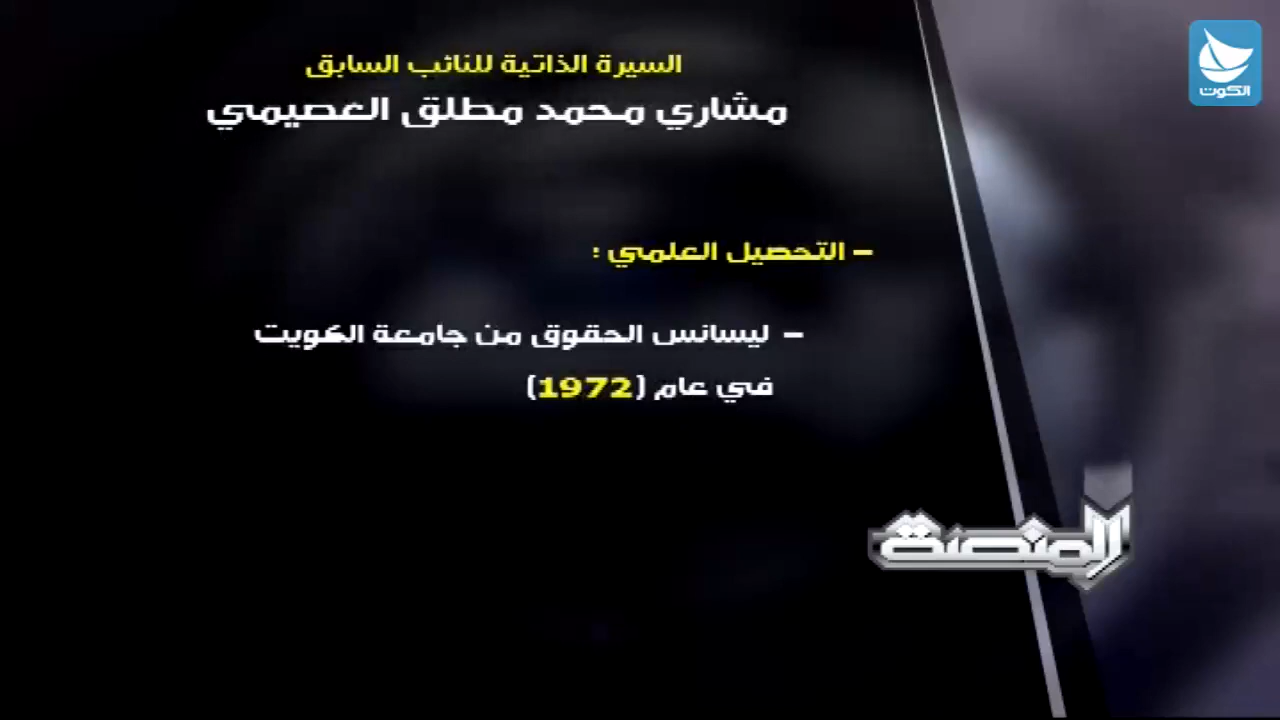 السيرة الذاتية للنائب السابق
مشاري محمد مطلق العصيمي
– التحصيل العلمي :
– ليسانس الحقوق من جامعة الكويت
في عام (1972)
المنصة
الكوت